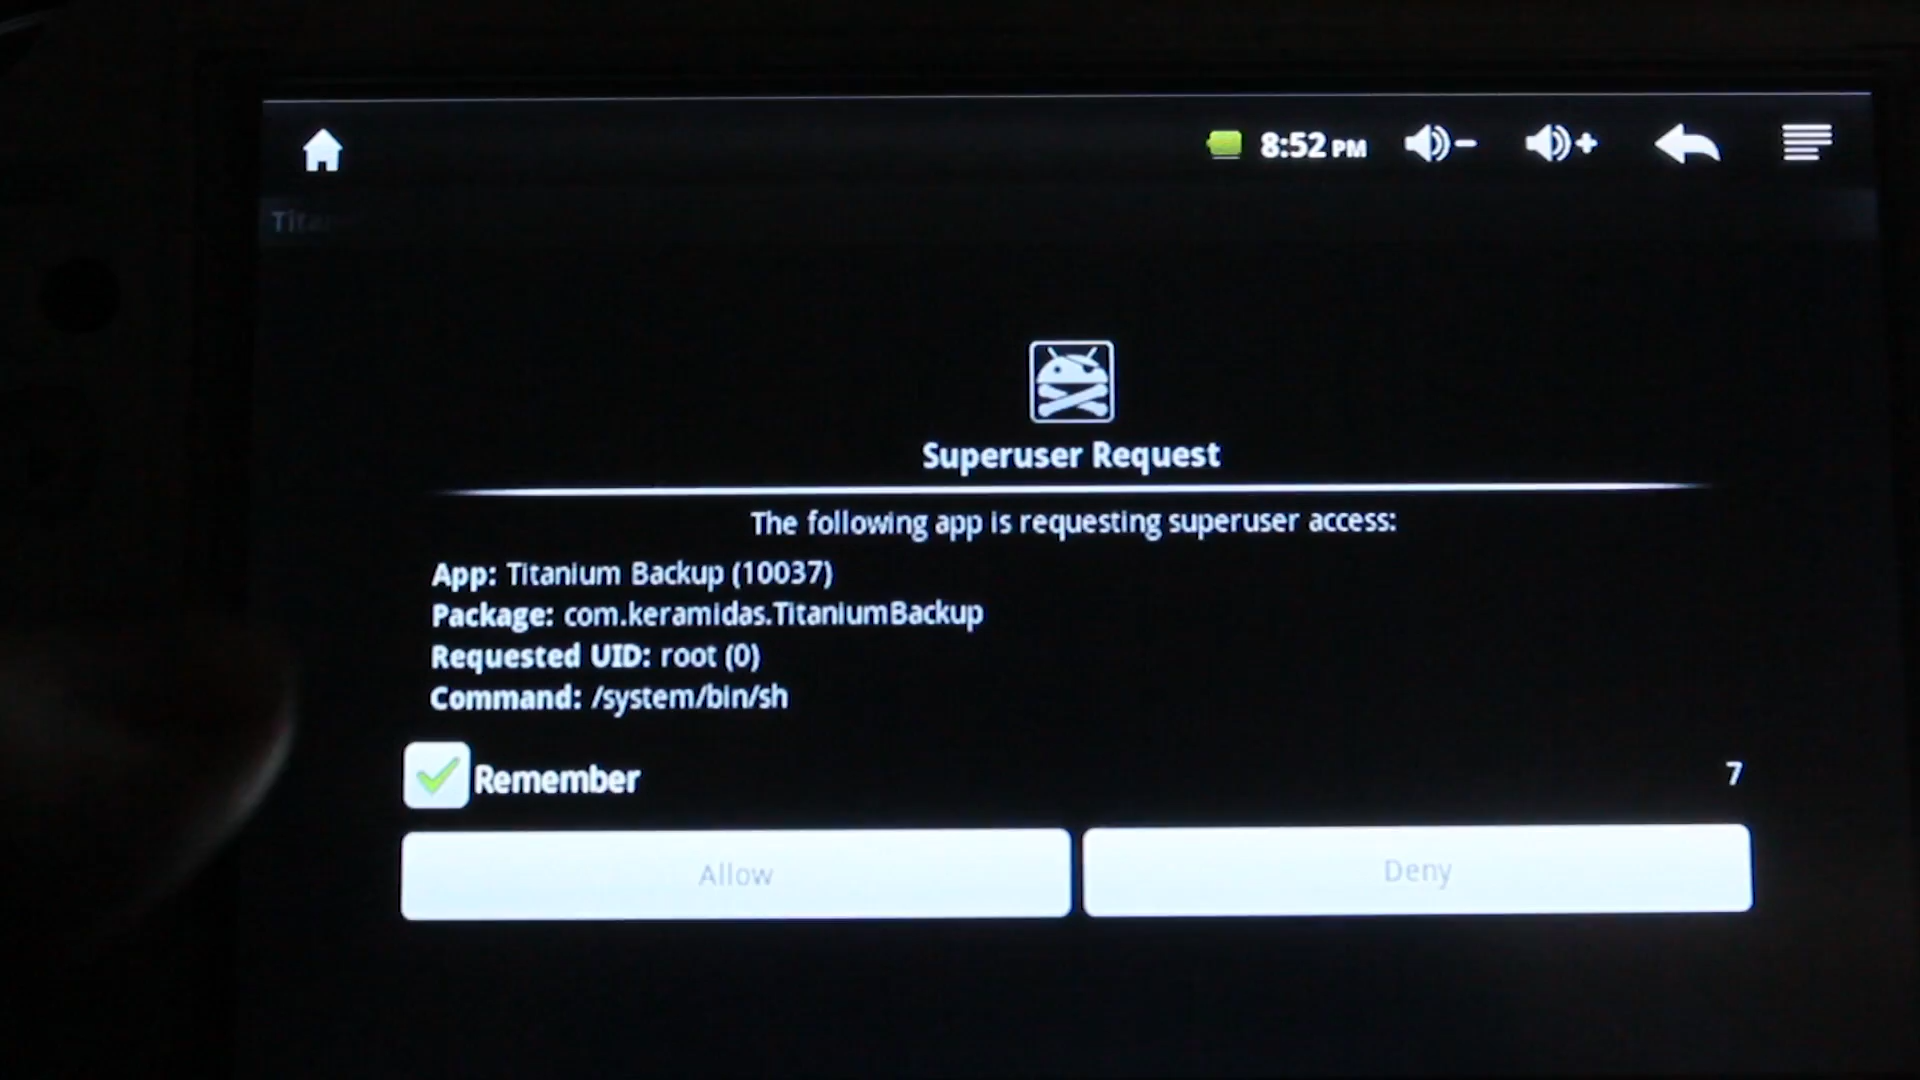 8:52 PM
Superuser Request
The following app is requesting superuser access:
App: Titanium Backup (10037)
Package: com.keramidas.TitaniumBackup
Requested UID: root (0)
Command: /system/bin/sh
Remember
7
Allow
Deny